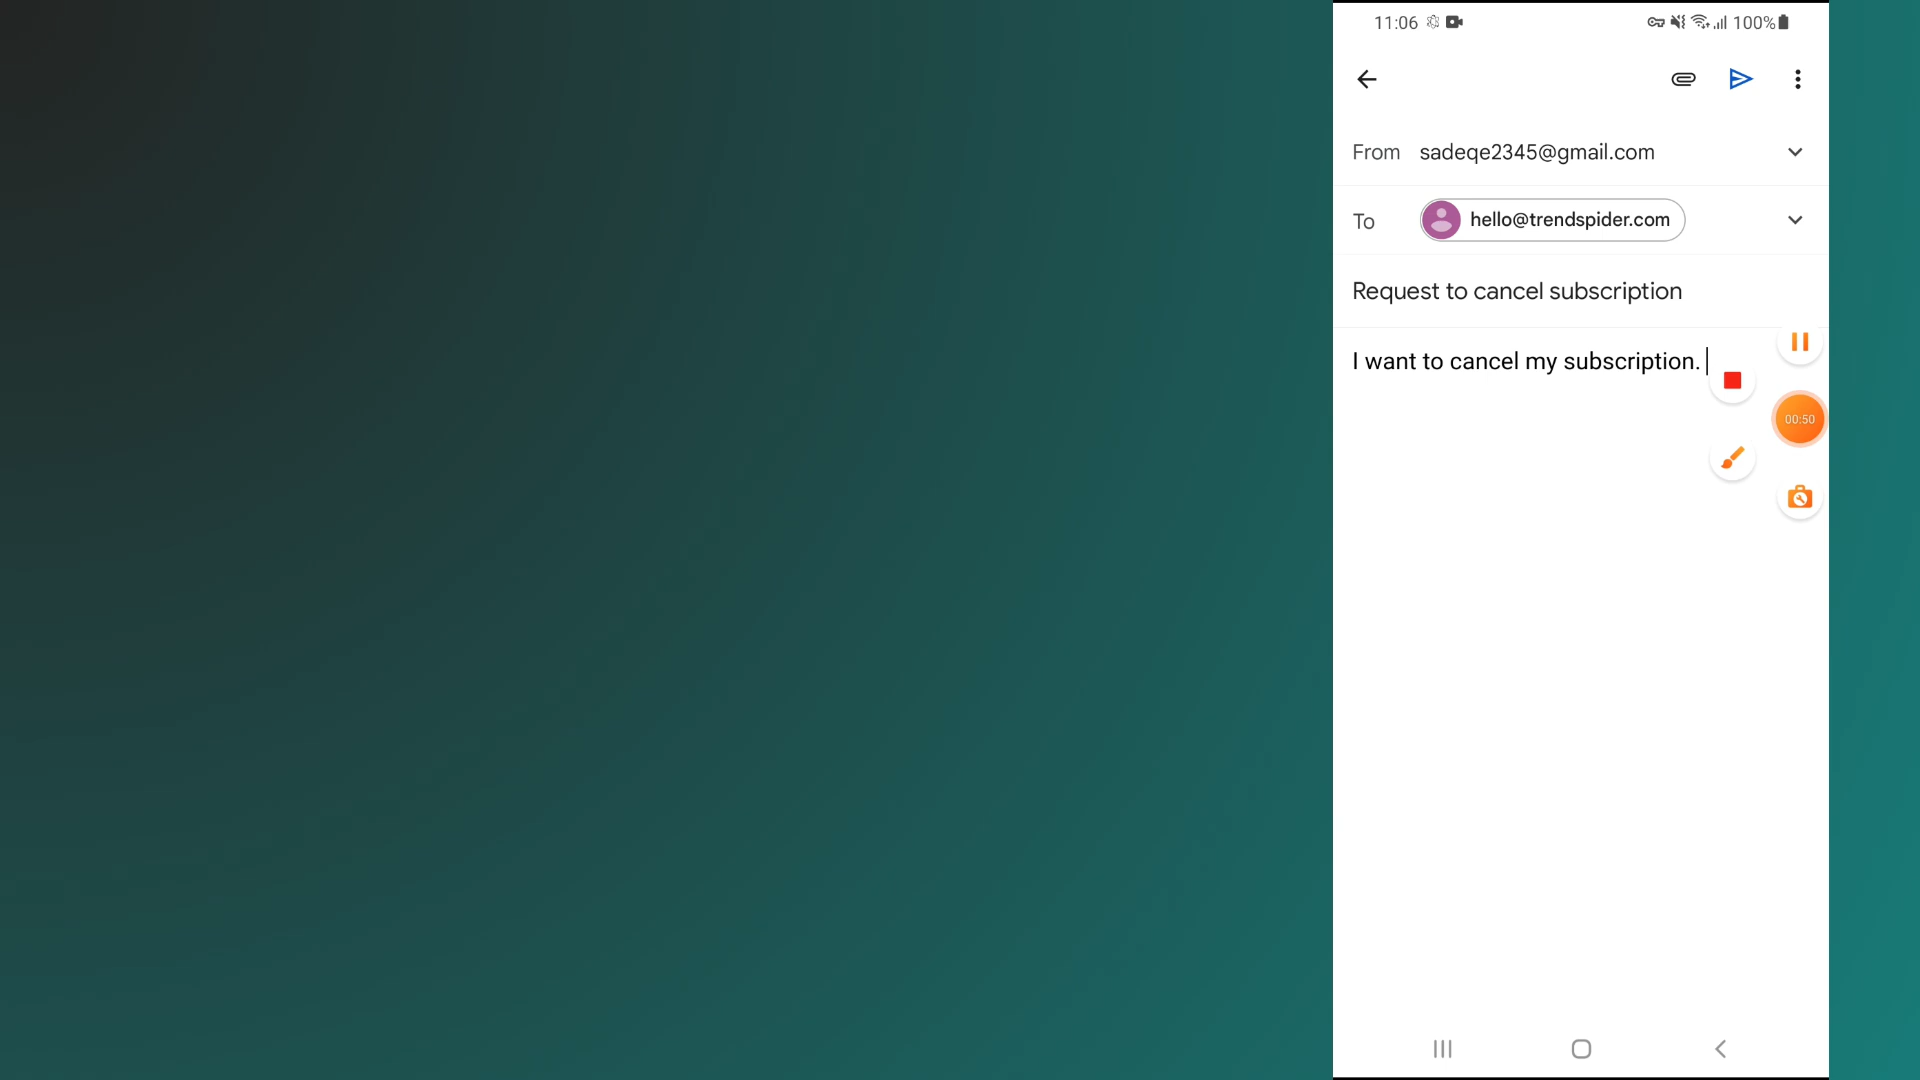 11:06
100%
From sadeqe2345@gmail.com
To hello@trendspider.com
Request to cancel subscription
I want to cancel my subscription.
00:50